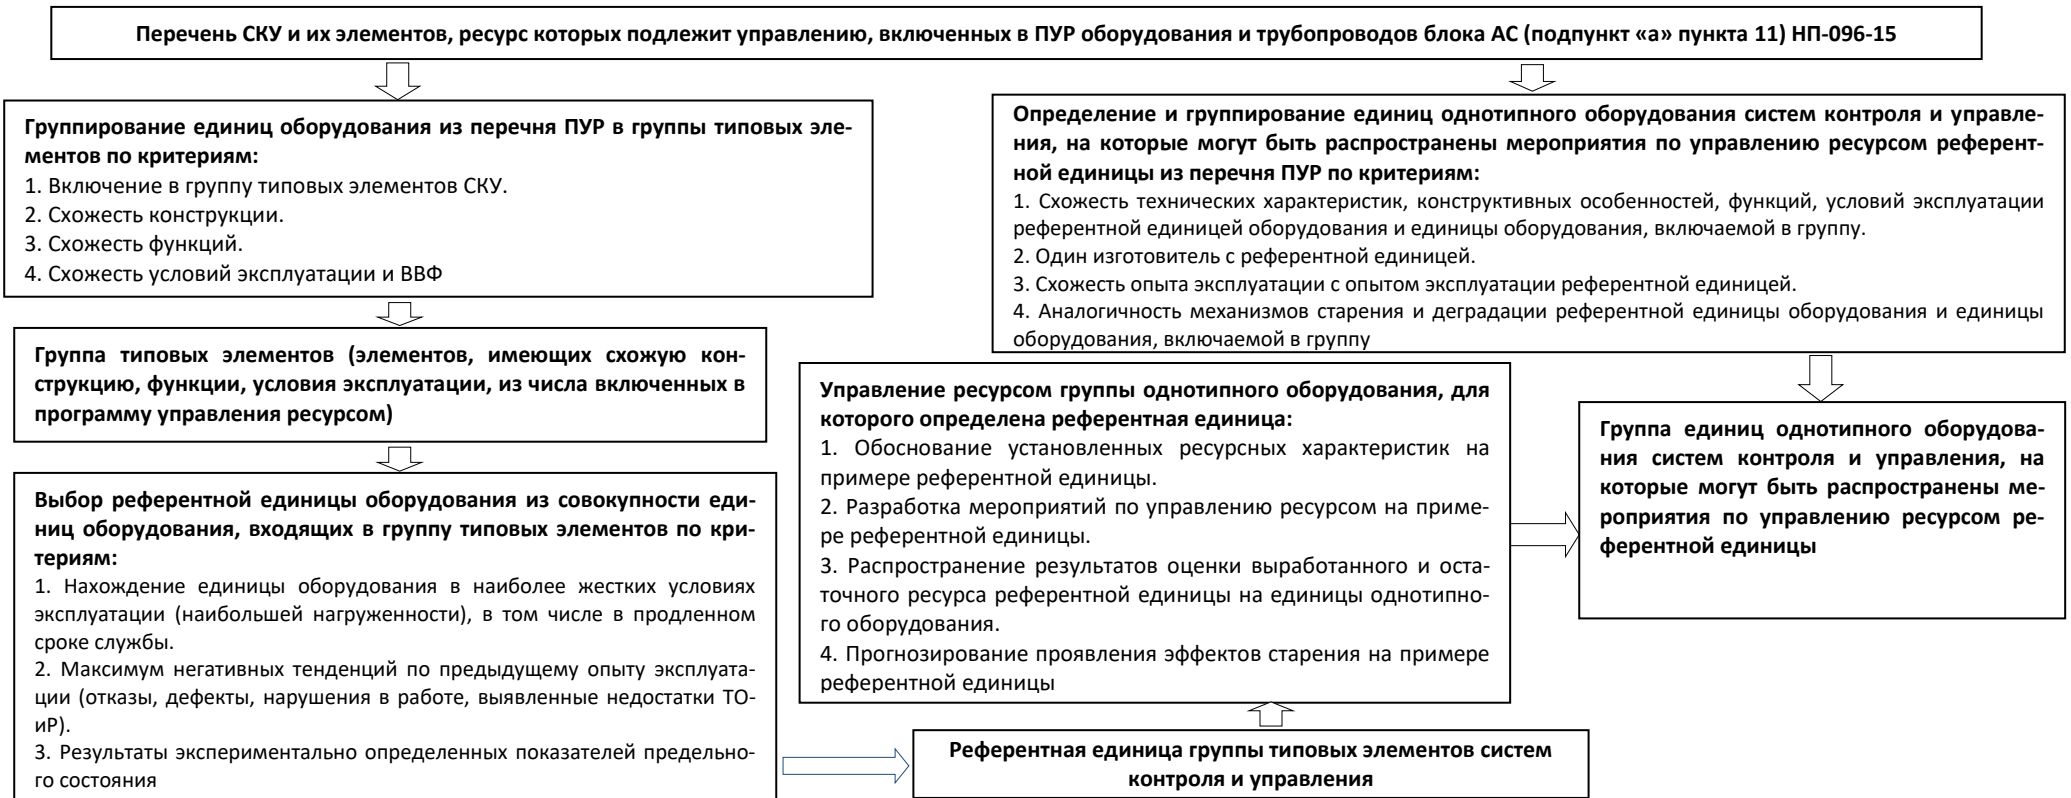 Перечень СКУ и их элементов, ресурс которых подлежит управлению, включенных в ПУР оборудования и трубопроводов блока АС (подпункт «а» пункта 11) НП-096-15
Группирование единиц оборудования из перечня ПУР в группы типовых эле-
ментов по критериям:
1. Включение в группу типовых элементов СКУ.
2. Схожесть конструкции.
3. Схожесть функций.
4. Схожесть условий эксплуатации и ВВФ
Группа типовых элементов (элементов, имеющих схожую кон-
струкцию, функции, условия эксплуатации, из числа включенных в
программу управления ресурсом)
Выбор референтной единицы оборудования из совокупности еди-
ниц оборудования, входящих в группу типовых элементов по кри-
териям:
1. Нахождение единицы оборудования в наиболее жестких условиях
эксплуатации (наибольшей нагруженности), в том числе в продленном
сроке службы.
2. Максимум негативных тенденций по предыдущему опыту эксплуата-
ции (отказы, дефекты, нарушения в работе, выявленные недостатки ТО-
иР).
3. Результаты экспериментально определенных показателей предельно-
го состояния
Определение и группирование единиц однотипного оборудования систем контроля и управле-
ния, на которые могут быть распространены мероприятия по управлению ресурсом референт-
ной единицы из перечня ПУР по критериям:
1. Схожесть технических характеристик, конструктивных особенностей, функций, условий эксплуатации
референтной единицей оборудования и единицы оборудования, включаемой в группу.
2. Один изготовитель с референтной единицей.
3. Схожесть опыта эксплуатации с опытом эксплуатации референтной единицей.
4. Аналогичность механизмов старения и деградации референтной единицы оборудования и единицы
оборудования, включаемой в группу
Управление ресурсом группы однотипного оборудования, для
которого определена референтная единица:
1. Обоснование установленных ресурсных характеристик на
примере референтной единицы.
2. Разработка мероприятий по управлению ресурсом на приме-
ре референтной единицы.
3. Распространение результатов оценки выработанного и оста-
точного ресурса референтной единицы на единицы однотипно-
го оборудования.
4. Прогнозирование проявления эффектов старения на примере
референтной единицы
Группа единиц однотипного оборудова-
ния систем контроля и управления, на
которые могут быть распространены ме-
роприятия по управлению ресурсом ре-
ферентной единицы
Референтная единица группы типовых элементов систем
контроля и управления